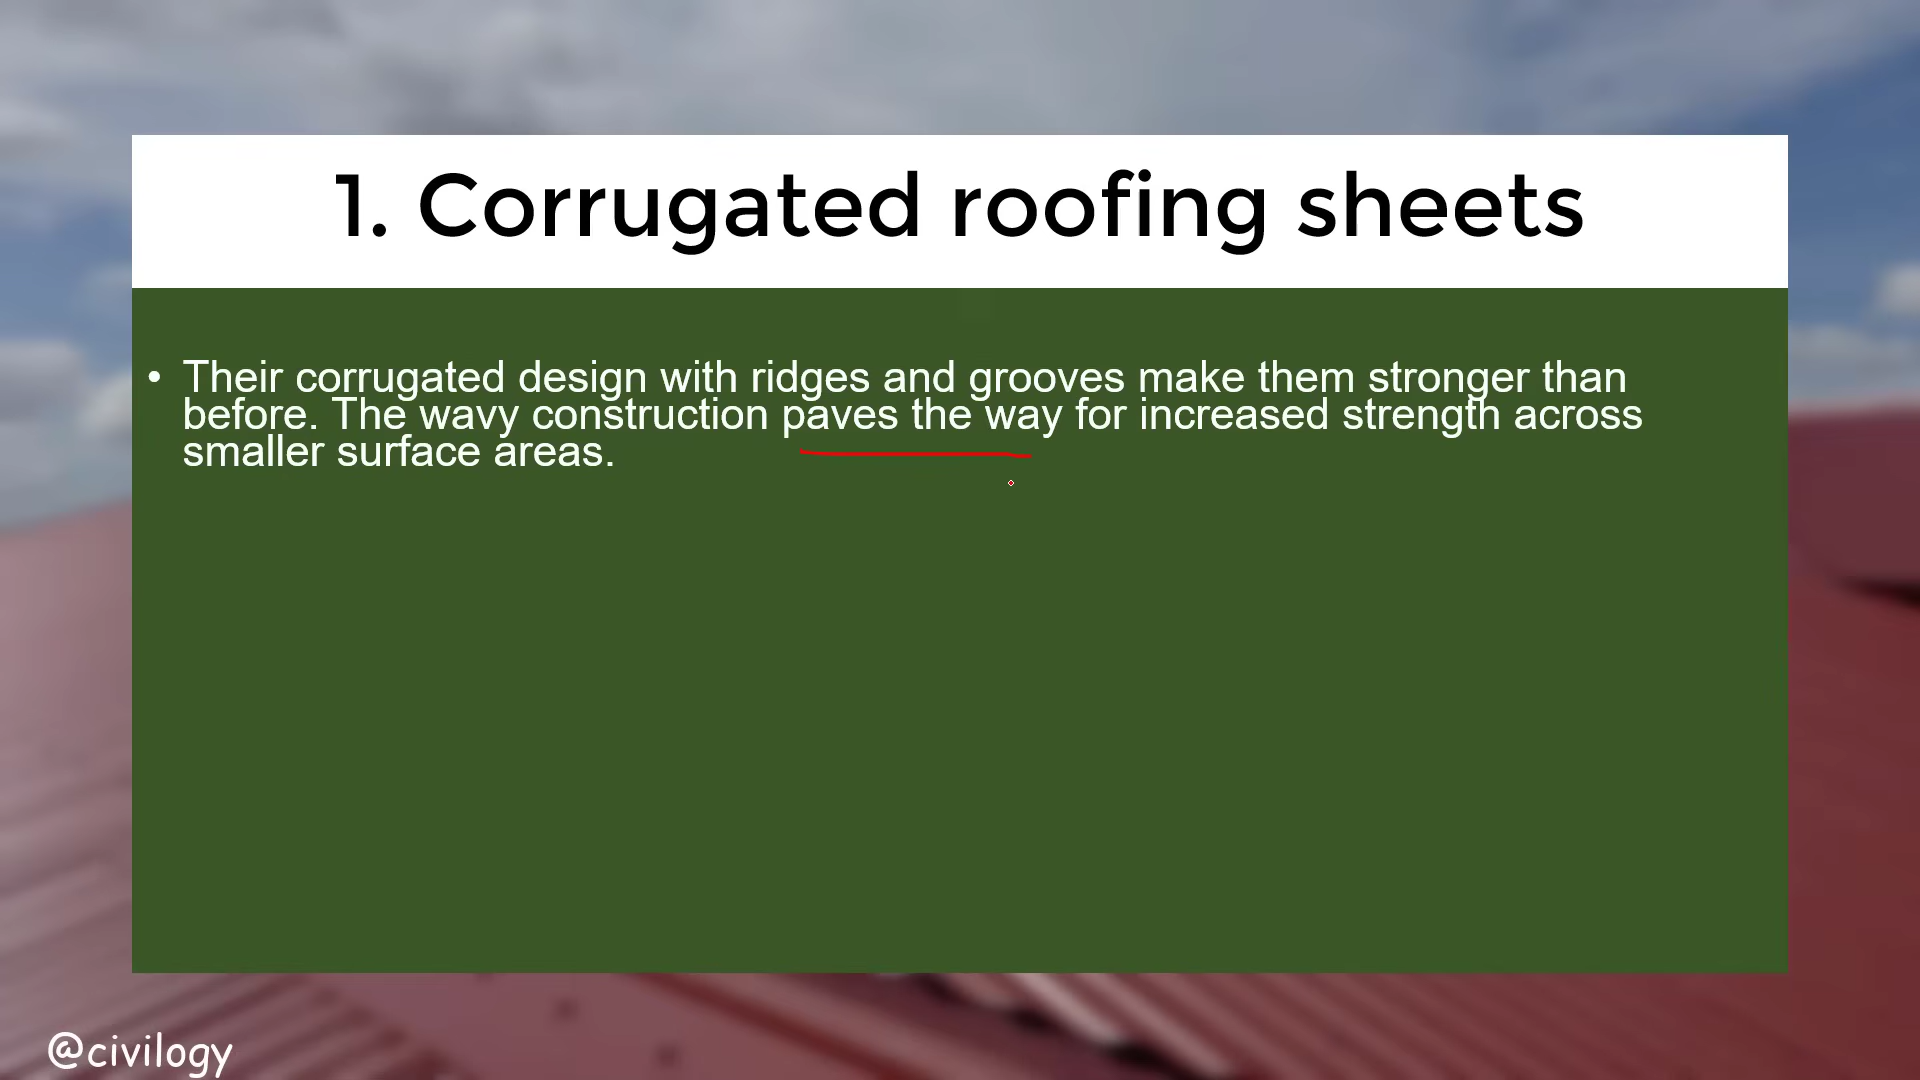 1. Corrugated roofing sheets
• Their corrugated design with ridges and grooves make them stronger than
before. The wavy construction paves the way for increased strength across
smaller surface areas.
@civilogy